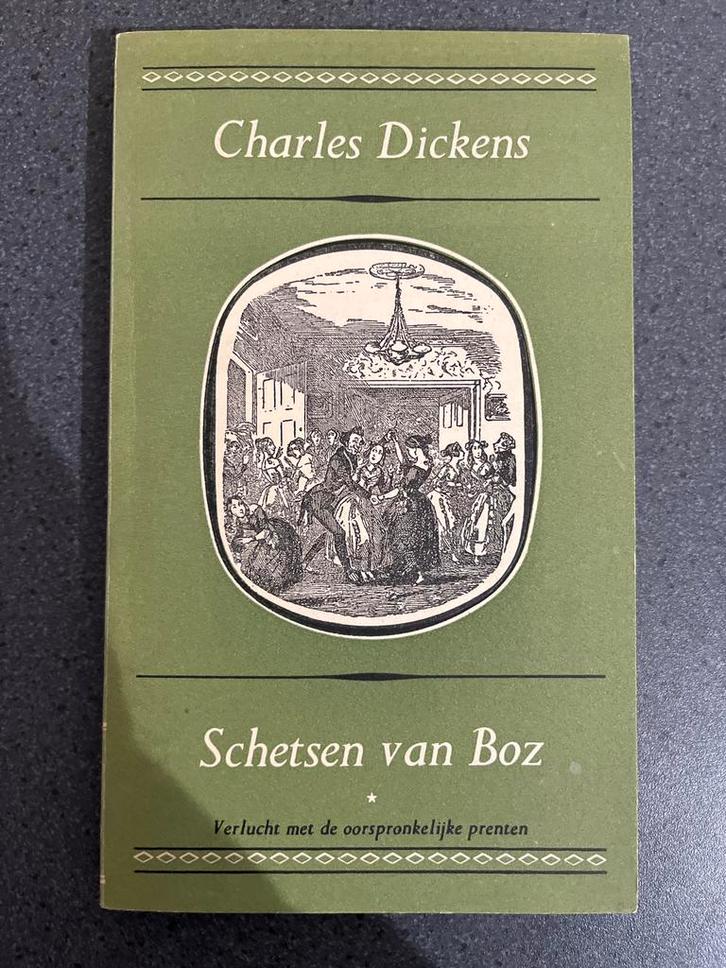 Charles Dickens
Schetsen van Boz
Verlucht met de oorspronkelijke prenten